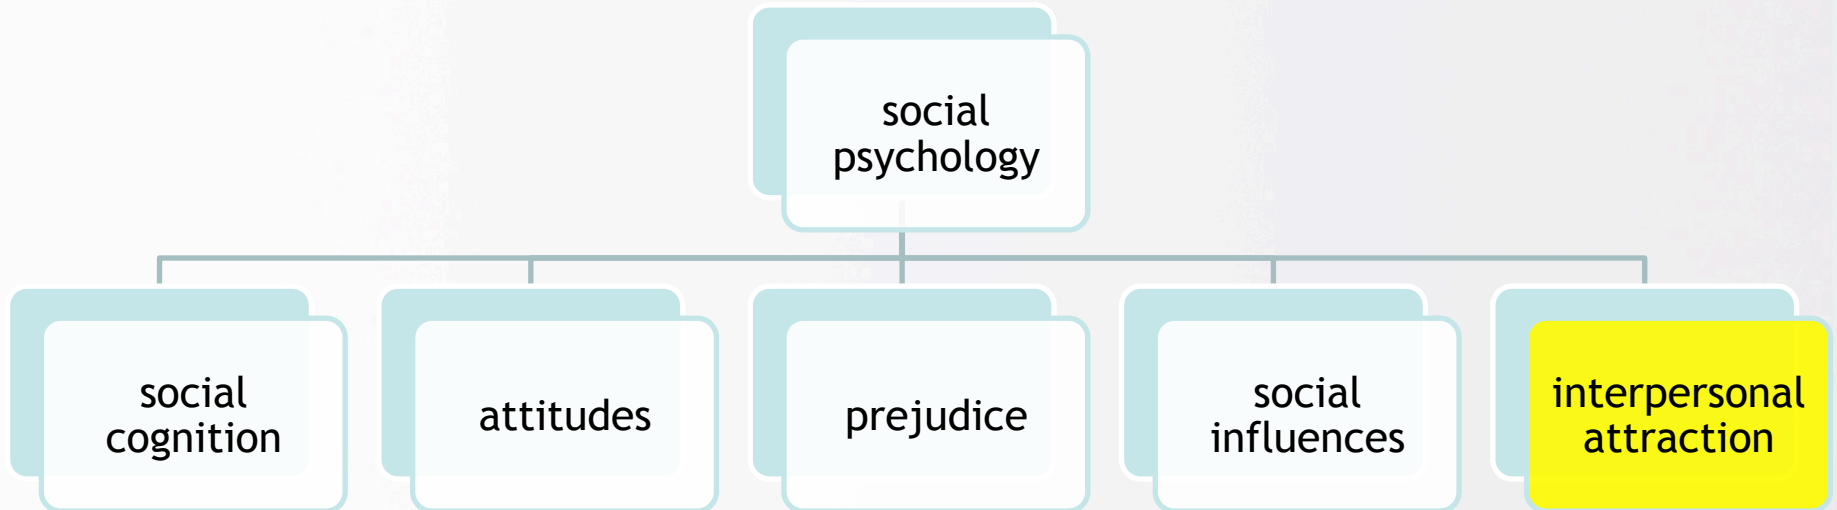 social
psychology
social
cognition
attitudes
prejudice
social
influences
interpersonal
attraction